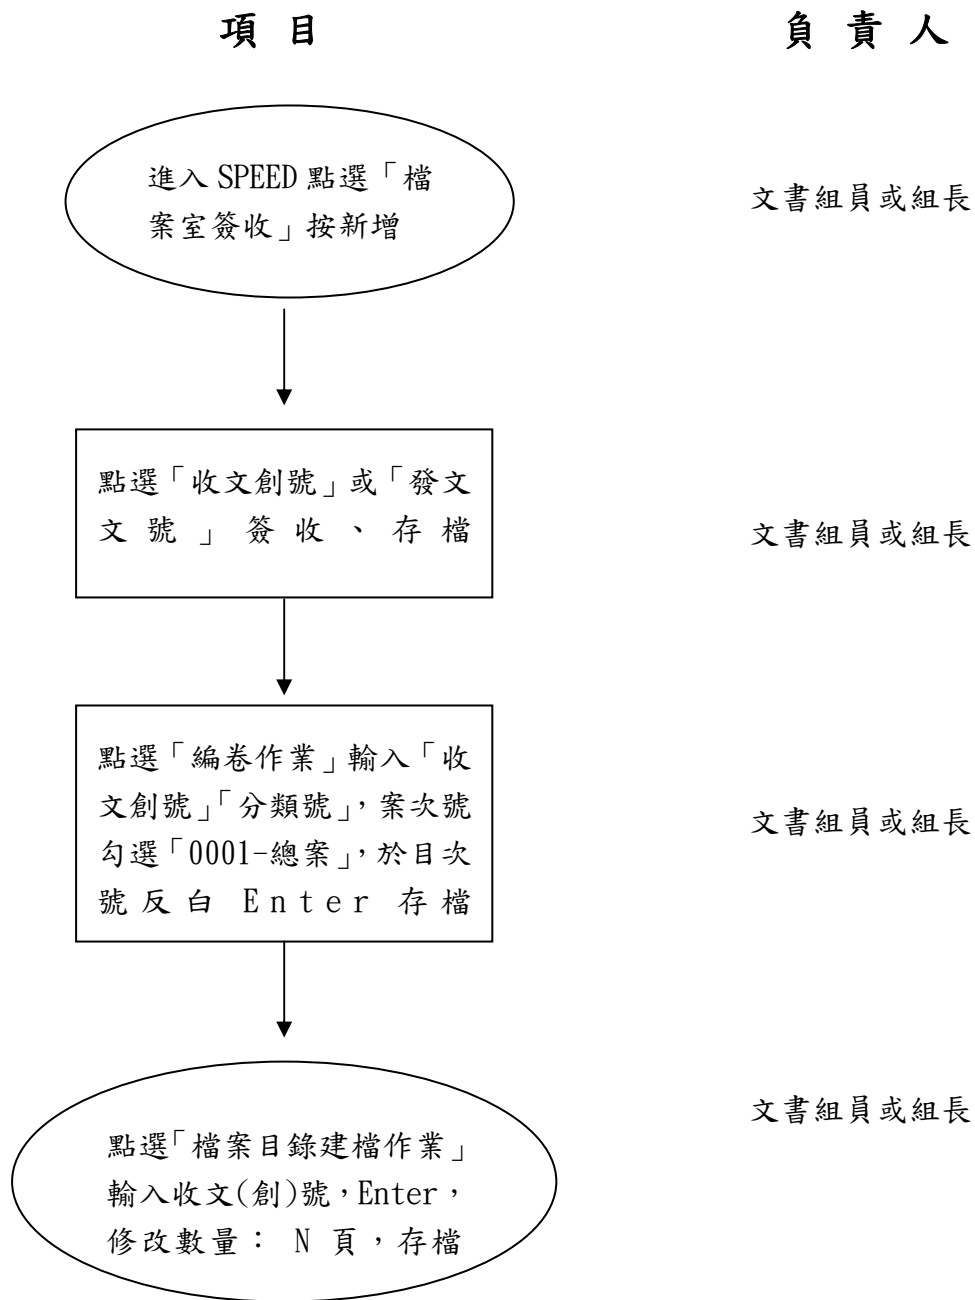 項目 負責人
進入 SPEED 點選「檔
案室簽收」按新增
文書組員或組長
點選「收文創號」或「發文
文號」簽收、存檔
文書組員或組長
點選「編卷作業」輸入「收
文創號」「分類號」，案次號
勾選「0001-總案」，於目次
號反白 Enter 存檔
文書組員或組長
點選「檔案目錄建檔作業」
輸入收文(創)號，Enter，
修改數量： N 頁，存檔
文書組員或組長